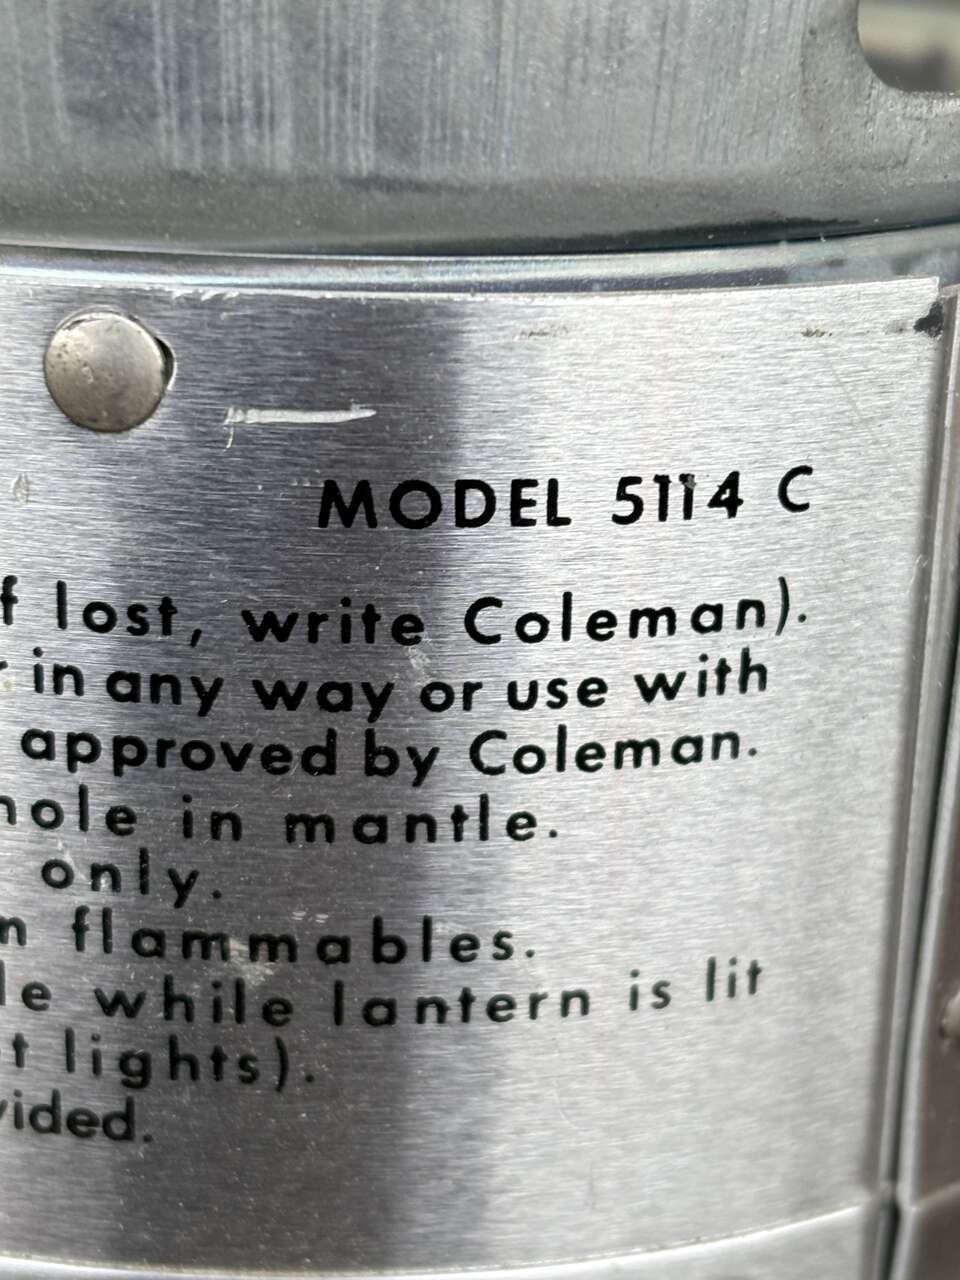 MODEL 5114 C
f lost, write Coleman).
in any way or use with
approved by Coleman.
hole in mantle.
only.
n flammables.
le while lantern is lit
t lights).
vided.